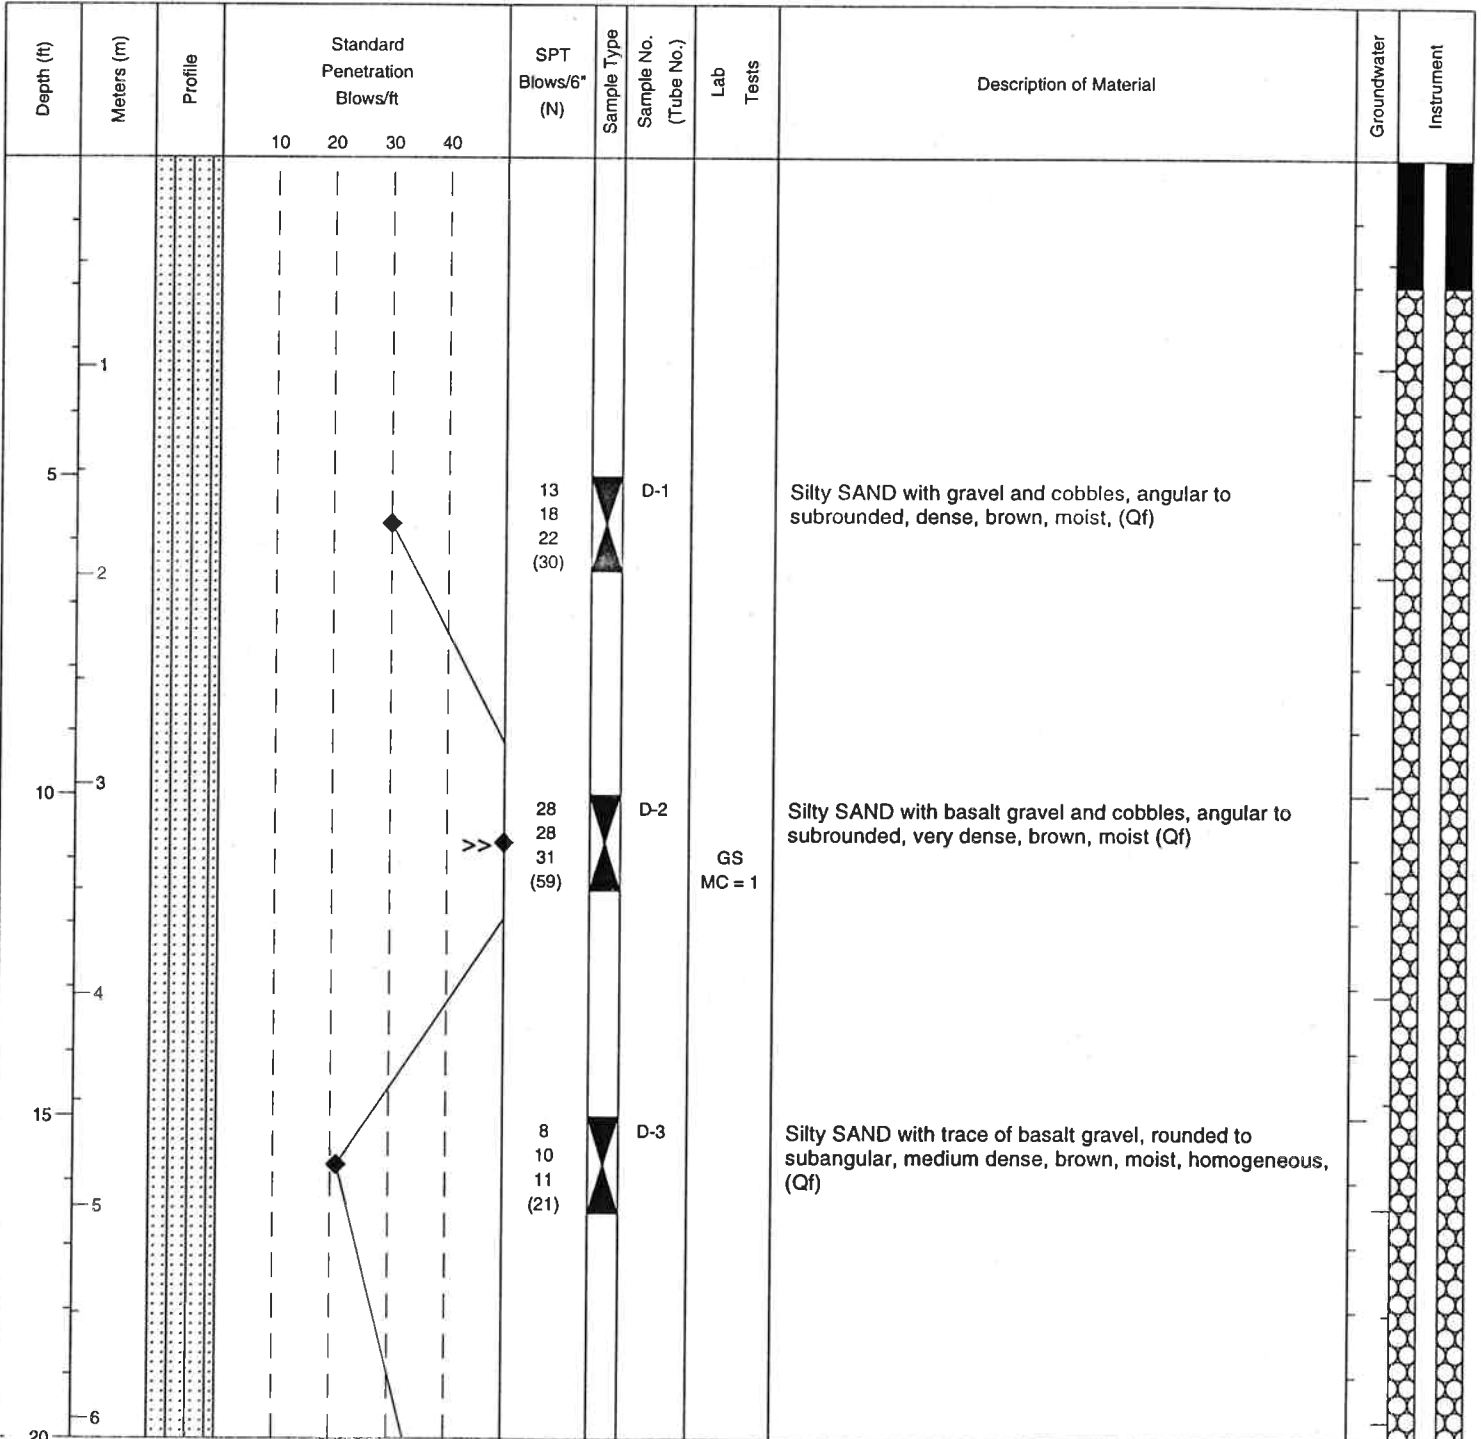 Depth (ft)
Meters (m)
Profile
Standard
Penetration
Blows/ft
10 20 30 40
SPT
Blows/6"
(N)
Sample Type
Sample No.
(Tube No.)
Lab
Tests
Description of Material
Groundwater
Instrument
1
5
13
18
22
(30)
D-1
Silty SAND with gravel and cobbles, angular to
subrounded, dense, brown, moist, (Qf)
2
3
10
>>
28
28
31
(59)
D-2
GS
MC = 1
Silty SAND with basalt gravel and cobbles, angular to
subrounded, very dense, brown, moist (Qf)
4
15
8
10
11
(21)
D-3
Silty SAND with trace of basalt gravel, rounded to
subangular, medium dense, brown, moist, homogeneous,
(Qf)
5
6
20